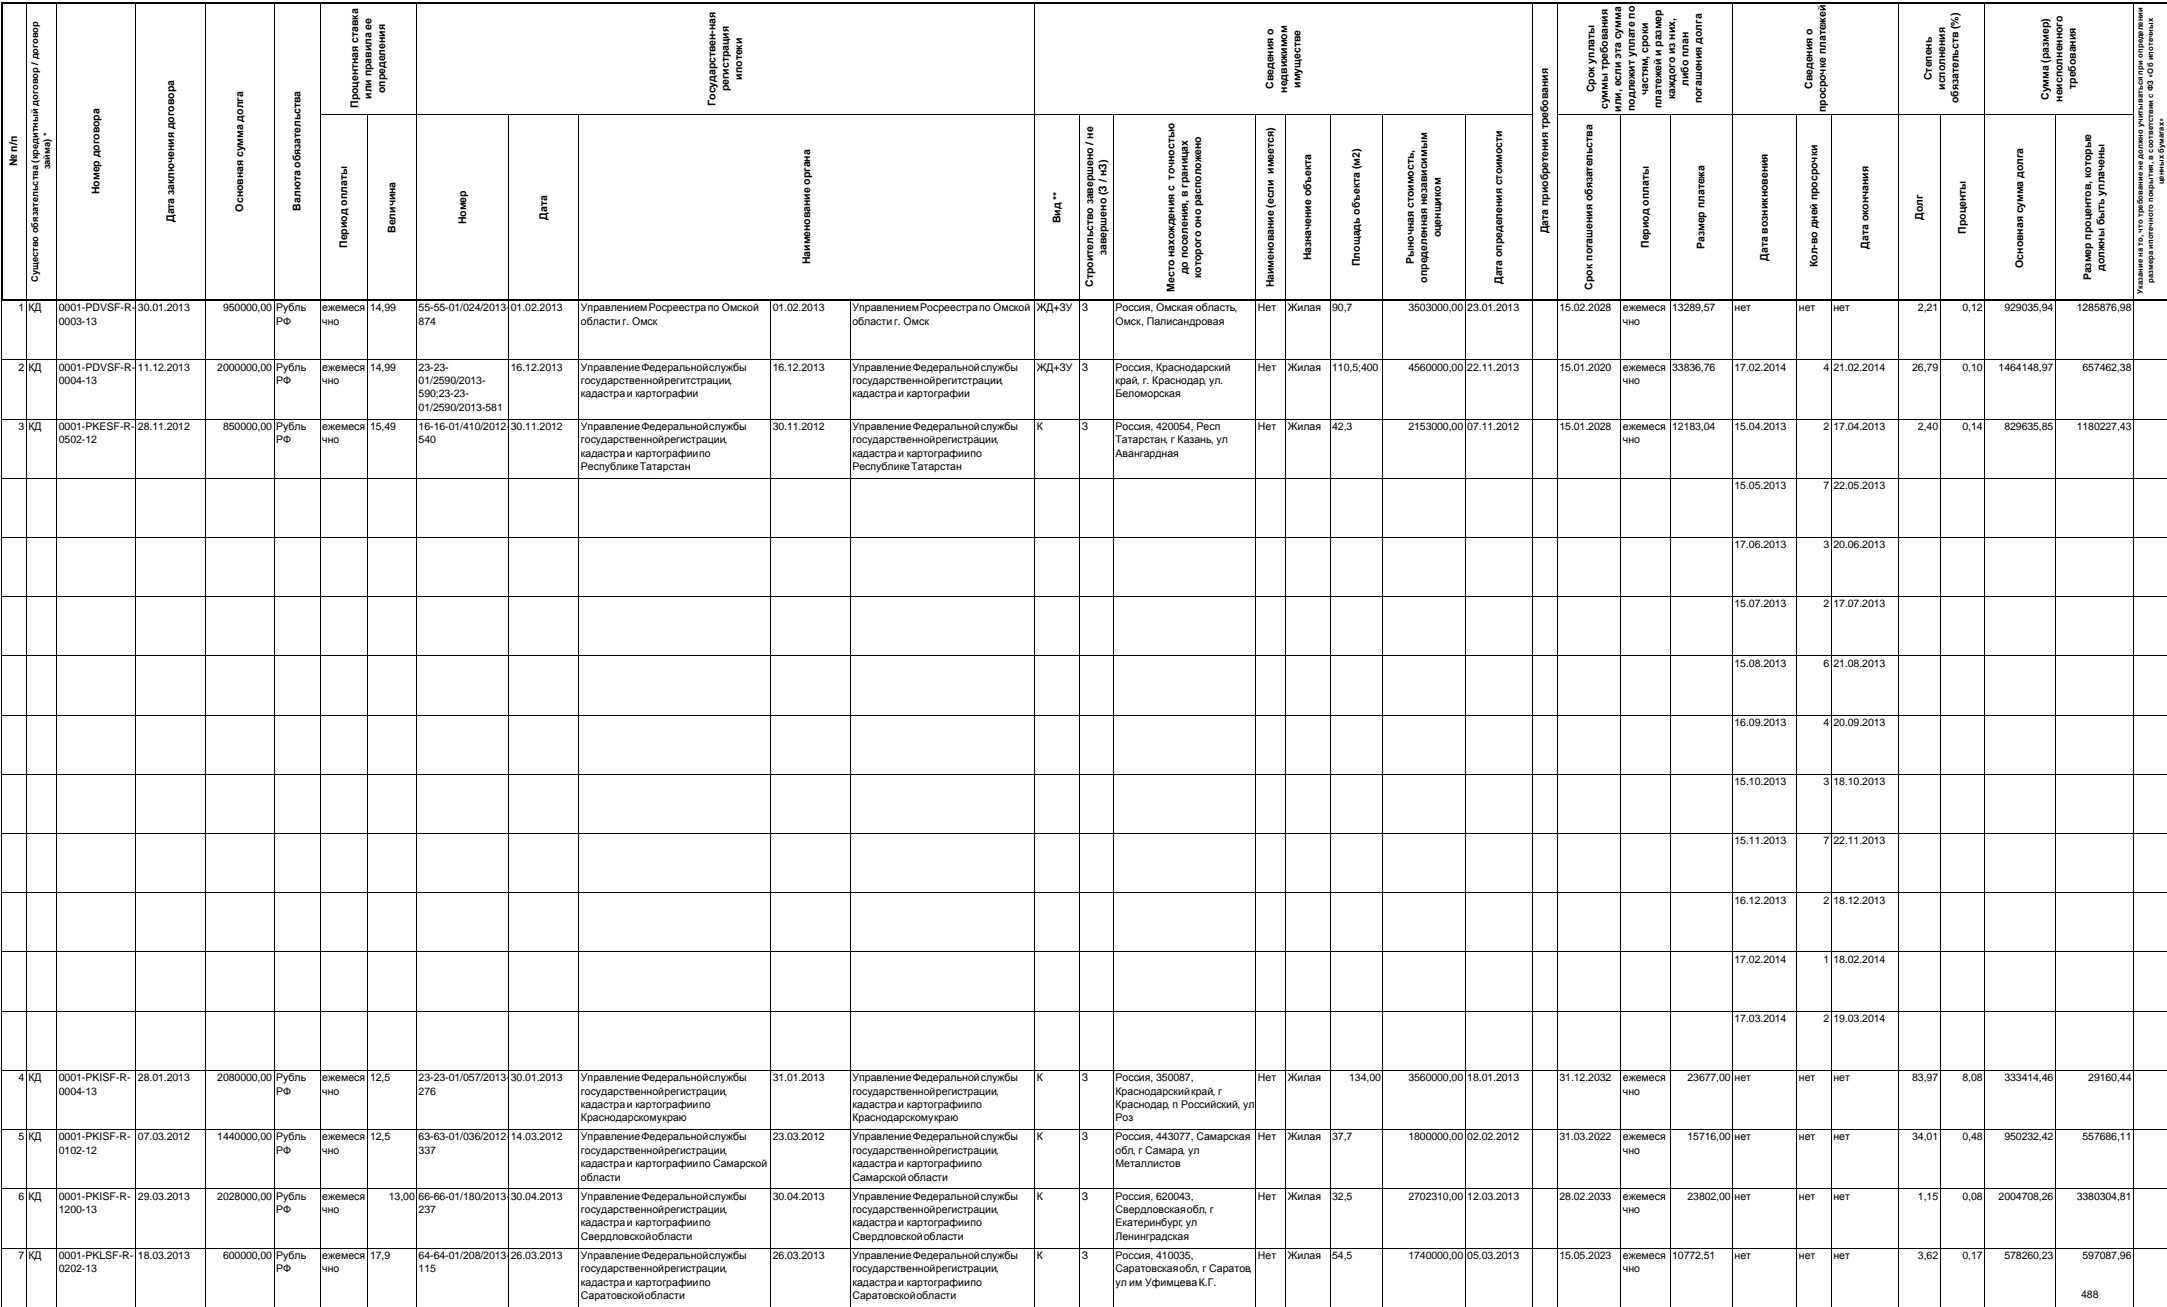 № п/п
Существо обязательства (кредитный договор / договор займа) *
Номер договора
Дата заключения договора
Основная сумма долга
Валюта обязательства
Процентная ставка или правила ее определения
Период оплаты
Величина
Государствен-ная регистрация ипотеки
Номер
Дата
Наименование органа
Сведения о недвижимом имуществе
Вид **
Строительство завершено / не завершено (З / нЗ)
Место нахождения с точностью до поселения, в границах которого оно расположено
Наименование (если имеется)
Назначение объекта
Площадь объекта (м2)
Рыночная стоимость, определенная независимым оценщиком
Дата определения стоимости
Дата приобретения требования
Срок уплаты суммы требования или, если эта сумма подлежит уплате по частям, сроки платежей и размер каждого из них, либо план погашения долга
Срок погашения обязательства
Период оплаты
Размер платежа
Сведения о просрочке платежей
Дата возникновения
Кол-во дней просрочки
Дата окончания
Степень исполнения обязательств (%)
Долг
Проценты
Сумма (размер) неисполненного требования
Основная сумма долга
Размер процентов, которые должны быть уплачены
Указание на то, что требование не должно учитываться при определении размера ипотечного покрытия, в соответствии с ФЗ «Об ипотечных ценных бумагах»
1 КД 0001-PDVSF-R-0003-13 30.01.2013 950000,00 Рубль РФ ежемесячно 14,99 55-55-01/024/2013-874 01.02.2013 Управлением Росреестра по Омской области г. Омск 01.02.2013 Управлением Росреестра по Омской области г. Омск ЖД+ЗУ З Россия, Омская область, Омск, Палисандровая Нет Жилая 90,7 3503000,00 23.01.2013 15.02.2028 ежемесячно 13289,57 нет нет нет 2,21 0,12 929035,94 1285876,98
2 КД 0001-PDVSF-R-0004-13 11.12.2013 2000000,00 Рубль РФ ежемесячно 14,99 23-23-01/2590/2013-590;23-23-01/2590/2013-581 16.12.2013 Управление Федеральной службы государственной регитстрации, кадастра и картографии 16.12.2013 Управление Федеральной службы государственной регитстрации, кадастра и картографии ЖД+ЗУ З Россия, Краснодарский край, г. Краснодар, ул. Беломорская Нет Жилая 110,5;400 4560000,00 22.11.2013 15.01.2020 ежемесячно 33836,76 17.02.2014 4 21.02.2014 26,79 0,10 1464148,97 657462,38
3 КД 0001-PKESF-R-0502-12 28.11.2012 850000,00 Рубль РФ ежемесячно 15,49 16-16-01/410/2012-540 30.11.2012 Управление Федеральной службы государственной регистрации, кадастра и картографии по Республике Татарстан 30.11.2012 Управление Федеральной службы государственной регистрации, кадастра и картографии по Республике Татарстан К З Россия, 420054, Респ Татарстан, г Казань, ул Авангардная Нет Жилая 42,3 2153000,00 07.11.2012 15.01.2028 ежемесячно 12183,04 15.04.2013 2 17.04.2013 2,40 0,14 829635,85 1180227,43
15.05.2013 7 22.05.2013
17.06.2013 3 20.06.2013
15.07.2013 2 17.07.2013
15.08.2013 6 21.08.2013
16.09.2013 4 20.09.2013
15.10.2013 3 18.10.2013
15.11.2013 7 22.11.2013
16.12.2013 2 18.12.2013
17.02.2014 1 18.02.2014
17.03.2014 2 19.03.2014
4 КД 0001-PKISF-R-0004-13 28.01.2013 2080000,00 Рубль РФ ежемесячно 12,5 23-23-01/057/2013-276 30.01.2013 Управление Федеральной службы государственной регистрации, кадастра и картографии по Краснодарскому краю 31.01.2013 Управление Федеральной службы государственной регистрации, кадастра и картографии по Краснодарскому краю К З Россия, 350087, Краснодарский край, г Краснодар, п Российский, ул Роз Нет Жилая 134,00 3560000,00 18.01.2013 31.12.2032 ежемесячно 23677,00 нет нет нет 83,97 8,08 333414,46 29160,44
5 КД 0001-PKISF-R-0102-12 07.03.2012 1440000,00 Рубль РФ ежемесячно 12,5 63-63-01/036/2012-337 14.03.2012 Управление Федеральной службы государственной регистрации, кадастра и картографии по Самарской области 23.03.2012 Управление Федеральной службы государственной регистрации, кадастра и картографии по Самарской области К З Россия, 443077, Самарская обл, г Самара, ул Металлистов Нет Жилая 37,7 1800000,00 02.02.2012 31.03.2022 ежемесячно 15716,00 нет нет нет 34,01 0,48 950232,42 557686,11
6 КД 0001-PKISF-R-1200-13 29.03.2013 2028000,00 Рубль РФ ежемесячно 13,00 66-66-01/180/2013-237 30.04.2013 Управление Федеральной службы государственной регистрации, кадастра и картографии по Свердловской области 30.04.2013 Управление Федеральной службы государственной регистрации, кадастра и картографии по Свердловской области К З Россия, 620043, Свердловская обл, г Екатеринбург, ул Ленинградская Нет Жилая 32,5 2702310,00 12.03.2013 28.02.2033 ежемесячно 23802,00 нет нет нет 1,15 0,08 2004708,26 3380304,81
7 КД 0001-PKLSF-R-0202-13 18.03.2013 600000,00 Рубль РФ ежемесячно 17,9 64-64-01/208/2013-115 26.03.2013 Управление Федеральной службы государственной регистрации, кадастра и картографии по Саратовской области 26.03.2013 Управление Федеральной службы государственной регистрации, кадастра и картографии по Саратовской области К З Россия, 410035, Саратовская обл, г Саратов, ул им Уфимцева К.Г. Нет Жилая 54,5 1740000,00 05.03.2013 15.05.2023 ежемесячно 10772,51 нет нет нет 3,62 0,17 578260,23 597087,96
488